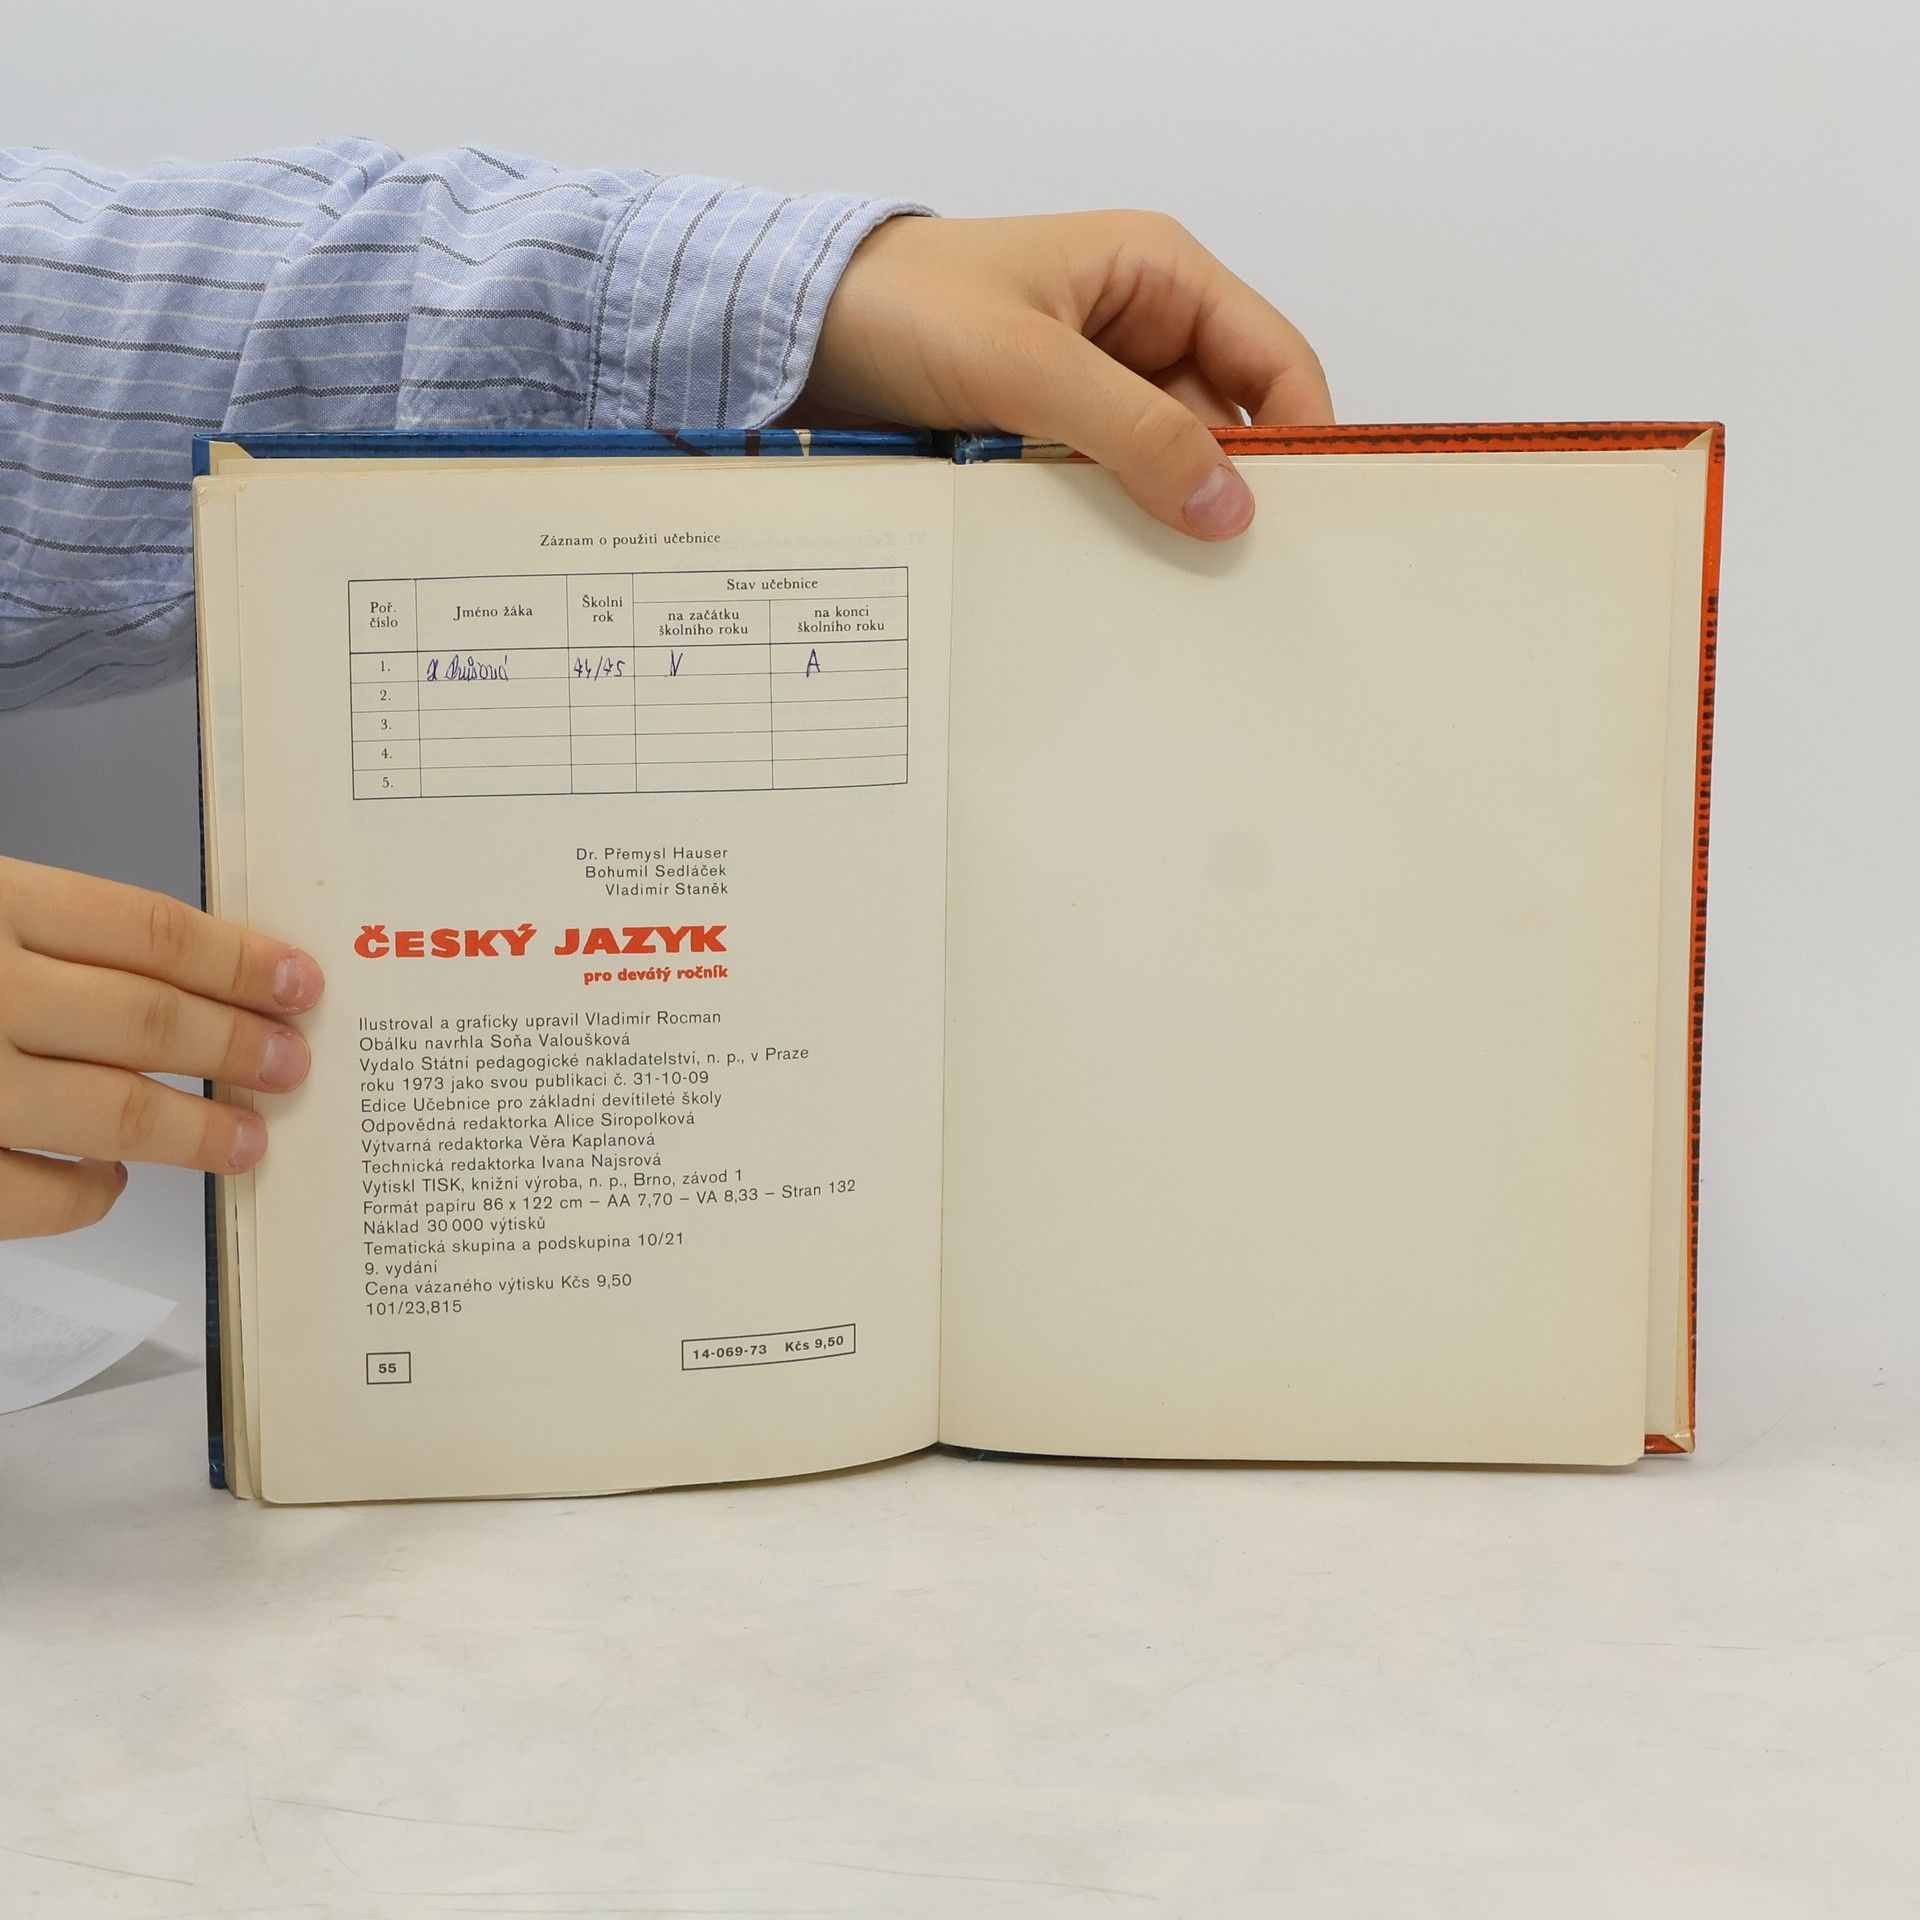 Záznam o použití učebnice
Poř. číslo
Jméno žáka
Školní rok
Stav učebnice
na začátku školního roku
na konci školního roku
1. 74/75 N A
2.
3.
4.
5.
Dr. Přemysl Hauser
Bohumil Sedláček
Vladimír Staněk
ČESKÝ JAZYK
pro devátý ročník
Ilustroval a graficky upravil Vladimír Rocman
Obálku navrhla Soňa Valoušková
Vydalo Státní pedagogické nakladatelství, n. p., v Praze
roku 1973 jako svou publikaci č. 31-10-09
Edice Učebnice pro základní devítileté školy
Odpovědná redaktorka Alice Siropolková
Výtvarná redaktorka Věra Kaplanová
Technická redaktorka Ivana Najsrová
Vytiskl TISK, knižní výroba, n. p., Brno, závod 1
Formát papíru 86 x 122 cm – AA 7,70 – VA 8,33 – Stran 132
Náklad 30 000 výtisků
Tematická skupina a podskupina 10/21
9. vydání
Cena vázaného výtisku Kčs 9,50
101/23,815
55
14-069-73 Kčs 9,50